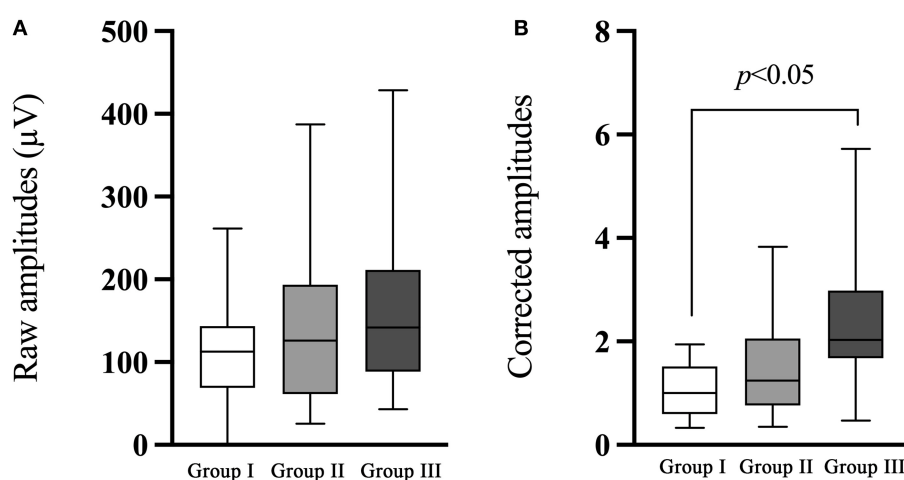 A
Raw amplitudes (μV)
500
400
300
200
100
0
Group I Group II Group III
B
Corrected amplitudes
8
6
4
2
0
p<0.05
Group I Group II Group III